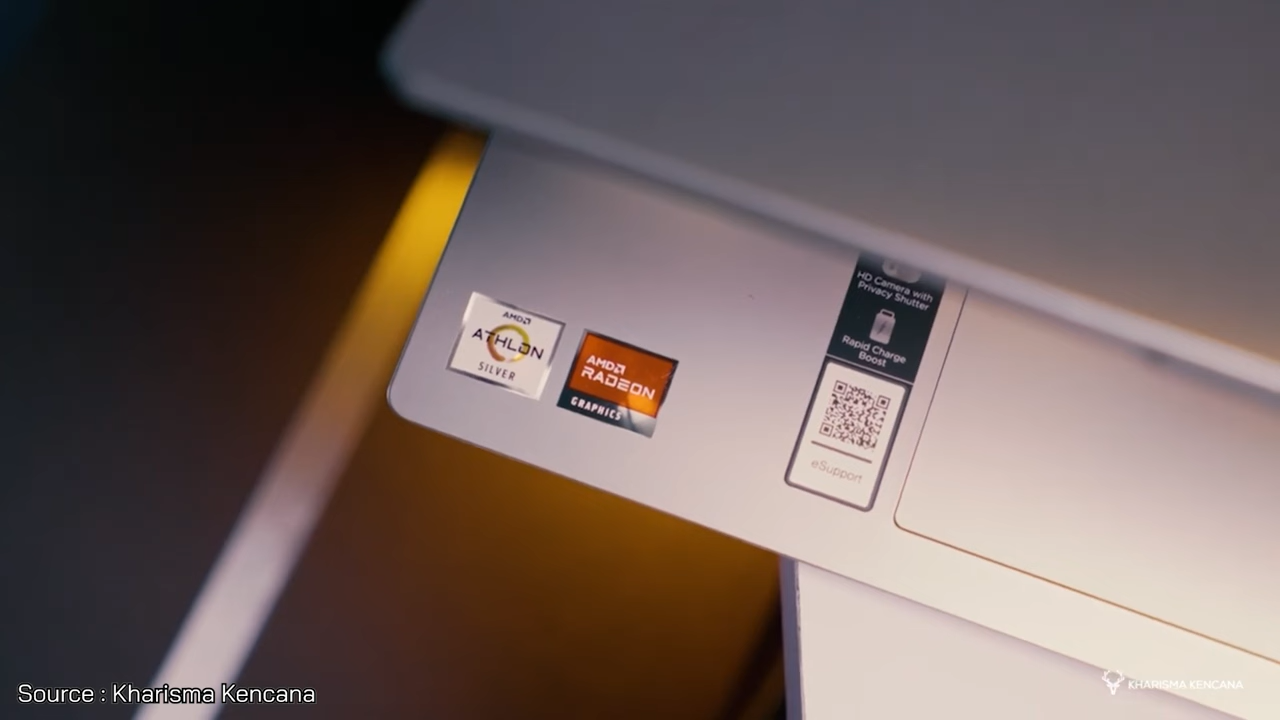 AMD
ATHLON
SILVER
AMD
RADEON
GRAPHICS
HD Camera with
Privacy Shutter
Rapid Charge
Boost
eSupport
Source : Kharisma Kencana
KHARISMA KENCANA